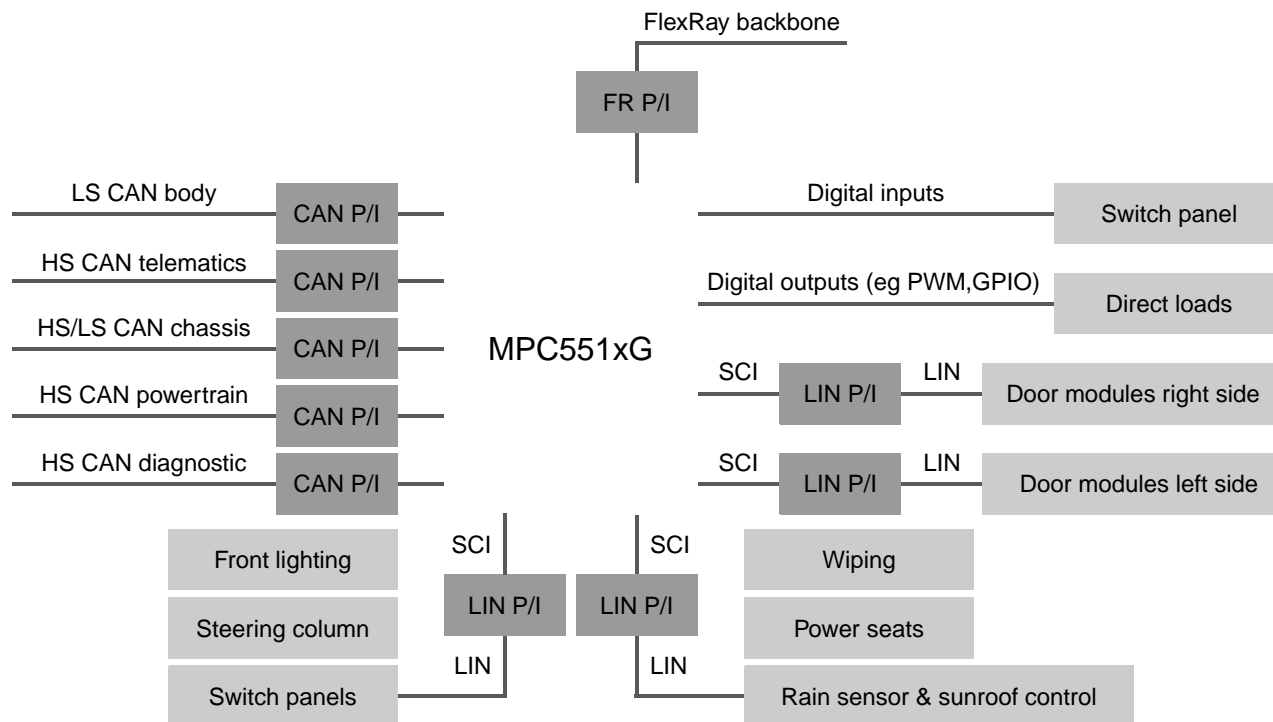 FlexRay backbone
FR P/I
LS CAN body
CAN P/I
HS CAN telematics
CAN P/I
HS/LS CAN chassis
CAN P/I
HS CAN powertrain
CAN P/I
HS CAN diagnostic
CAN P/I
MPC551xG
Digital inputs
Switch panel
Digital outputs (eg PWM,GPIO)
Direct loads
SCI
LIN P/I
LIN
Door modules right side
SCI
LIN P/I
LIN
Door modules left side
Front lighting
Steering column
Switch panels
SCI
LIN P/I
LIN
SCI
LIN P/I
LIN
Wiping
Power seats
Rain sensor & sunroof control